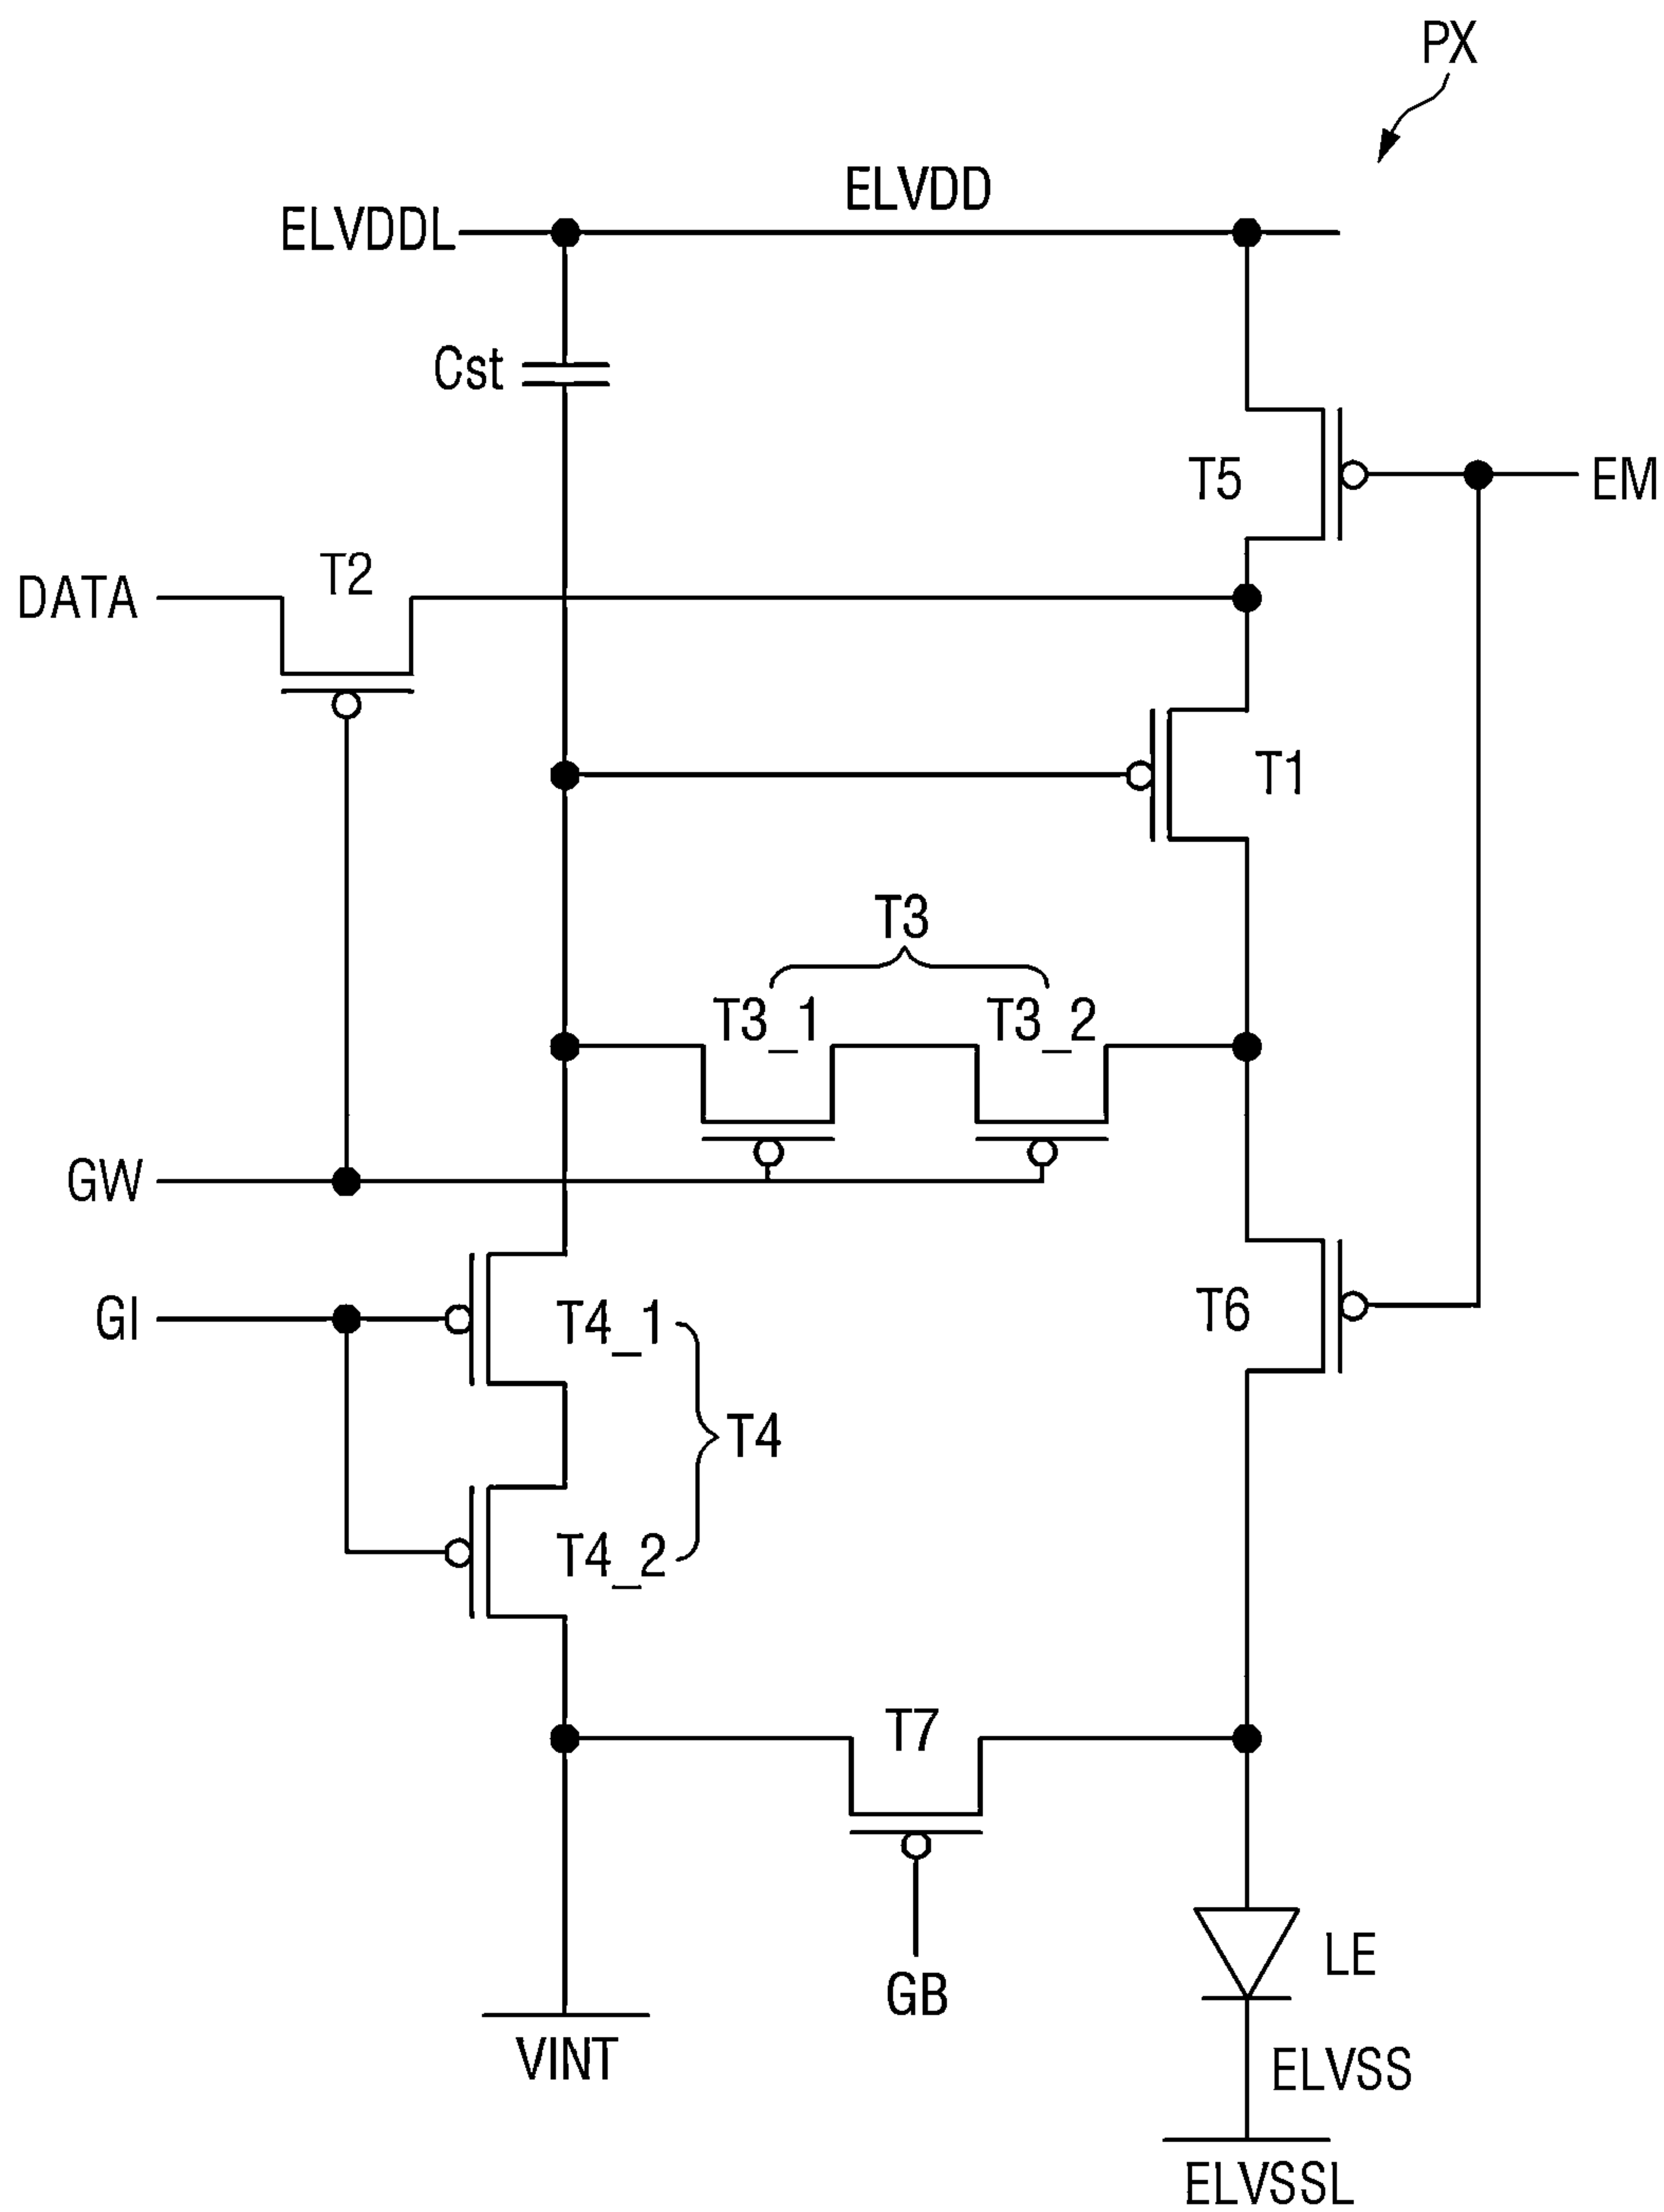 PX
ELVDD
ELVDDL
Cst
T5
EM
T2
DATA
T1
T3
T3_1
T3_2
GW
GI
T4_1
T6
T4
T4_2
T7
LE
GB
VINT
ELVSS
ELVSSL